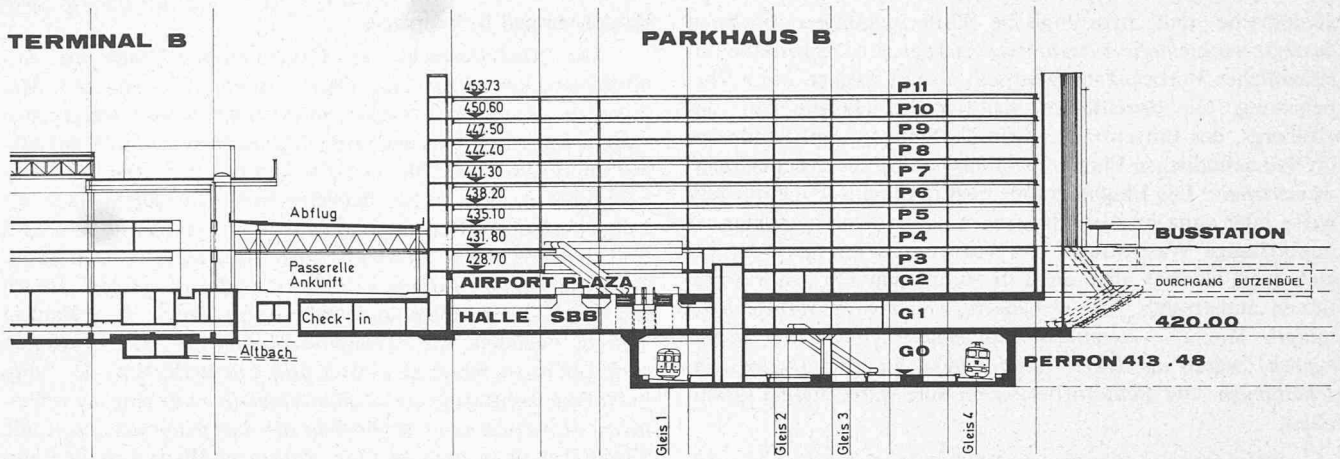 TERMINAL B
PARKHAUS B
453.73
450.60
447.50
444.40
441.30
438.20
435.10
431.80
428.70
P11
P10
P9
P8
P7
P6
P5
P4
P3
G2
G1
G0
Abflug
Passerelle
Ankunft
Check-in
Altbach
AIRPORT PLAZA
HALLE SBB
BUSSTATION
DURCHGANG BUTZENBÜEL
420.00
PERRON 413.48
Gleis 1
Gleis 2
Gleis 3
Gleis 4